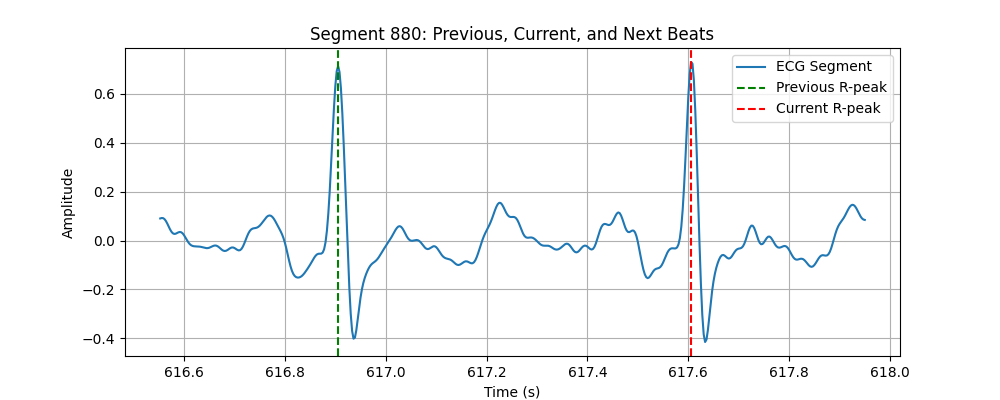 Segment 880: Previous, Current, and Next Beats
ECG Segment
Previous R-peak
Current R-peak
Amplitude
0.6
0.4
0.2
0.0
−0.2
−0.4
616.6 616.8 617.0 617.2 617.4 617.6 617.8 618.0
Time (s)